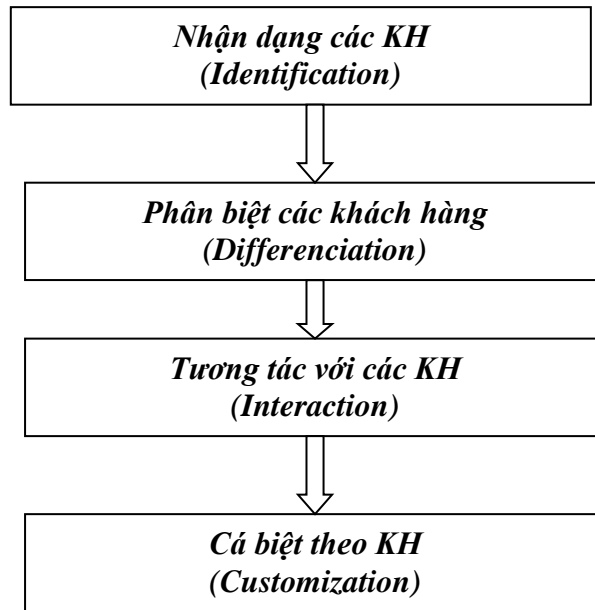 Nhận dạng các KH
(Identification)
Phân biệt các khách hàng
(Differenciation)
Tương tác với các KH
(Interaction)
Cá biệt theo KH
(Customization)